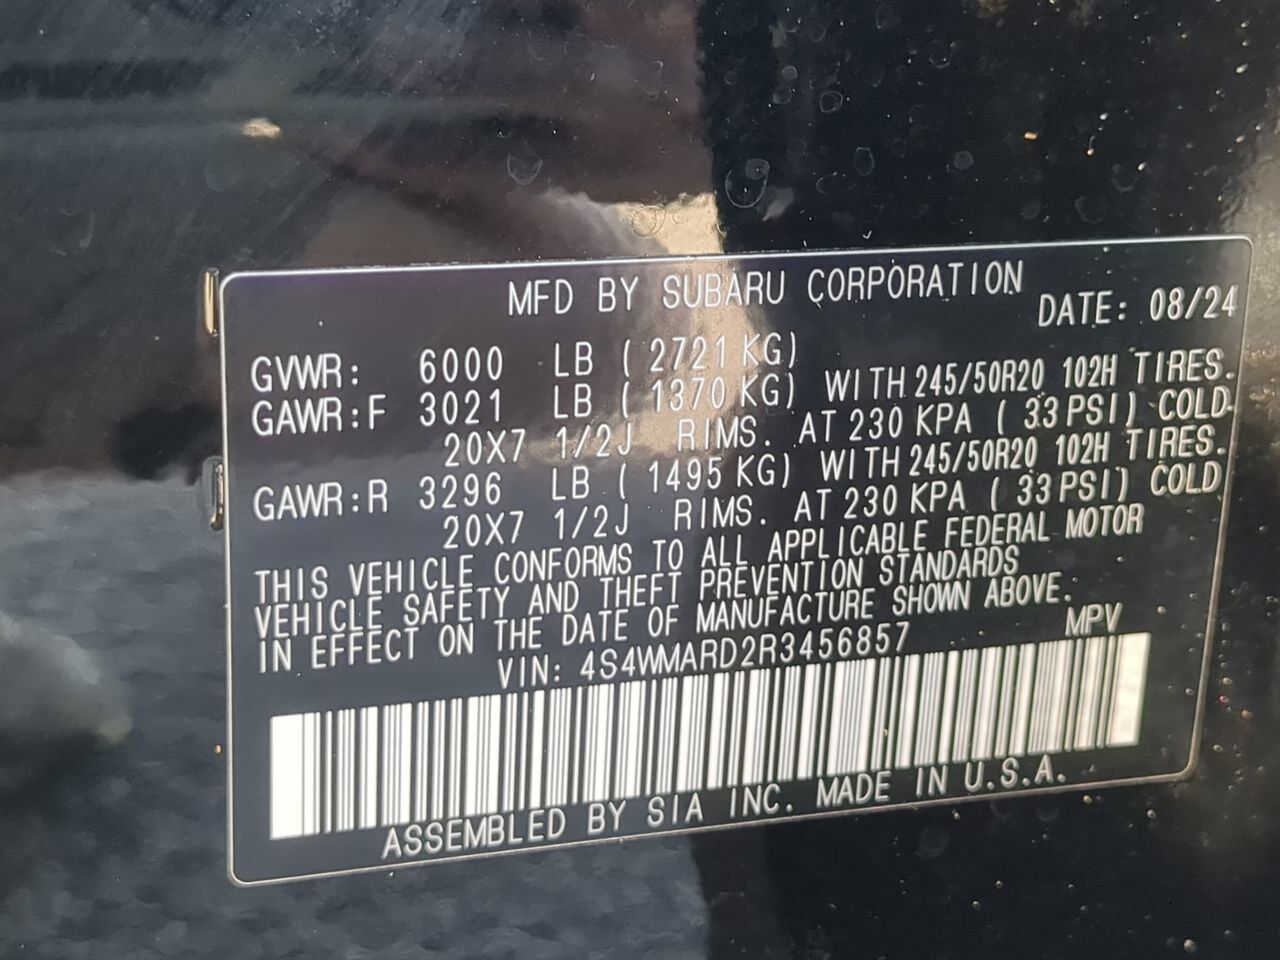 MFD BY SUBARU CORPORATION
DATE: 08/24
GVWR: 6000 LB ( 2721 KG)
GAWR:F 3021 LB ( 1370 KG) WITH 245/50R20 102H TIRES.
20X7 1/2J RIMS. AT 230 KPA ( 33 PSI) COLD
GAWR:R 3296 LB ( 1495 KG) WITH 245/50R20 102H TIRES.
20X7 1/2J RIMS. AT 230 KPA ( 33 PSI) COLD
THIS VEHICLE CONFORMS TO ALL APPLICABLE FEDERAL MOTOR
VEHICLE SAFETY AND THEFT PREVENTION STANDARDS
IN EFFECT ON THE DATE OF MANUFACTURE SHOWN ABOVE.
VIN: 4S4WMARD2R3456857 MPV
ASSEMBLED BY SIA INC. MADE IN U.S.A.